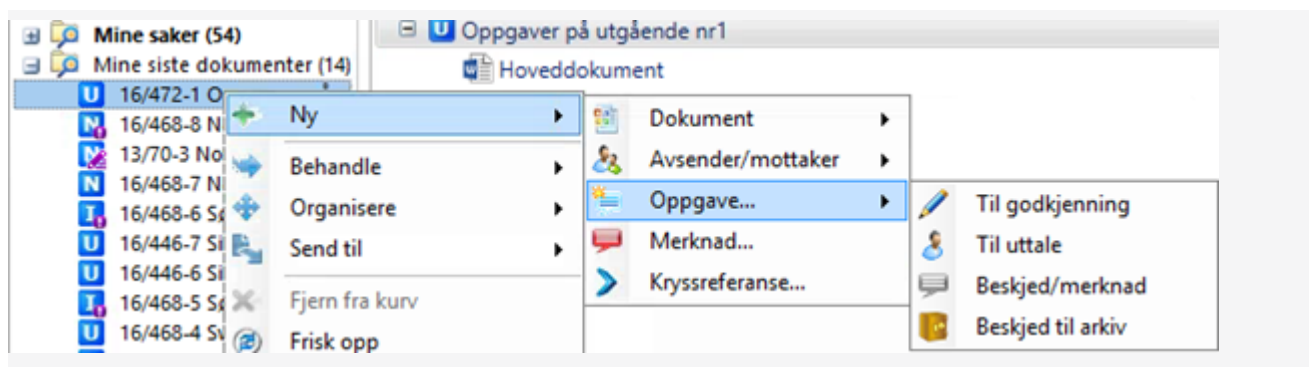 Mine saker (54)
Mine siste dokumenter (14)
U 16/472-1 O
N 16/468-8 N
N 13/70-3 No
N 16/468-7 N
I 16/468-6
U 16/446-7 Si
U 16/446-6 Si
I 16/468-5
U 16/468-4 Sv
U Oppgaver på utgående nr1
Hoveddokument
Ny
Behandle
Organisere
Send til
Fjern fra kurv
Frisk opp
Dokument
Avsender/mottaker
Oppgave...
Merknad...
Kryssreferanse...
Til godkjenning
Til uttale
Beskjed/merknad
Beskjed til arkiv